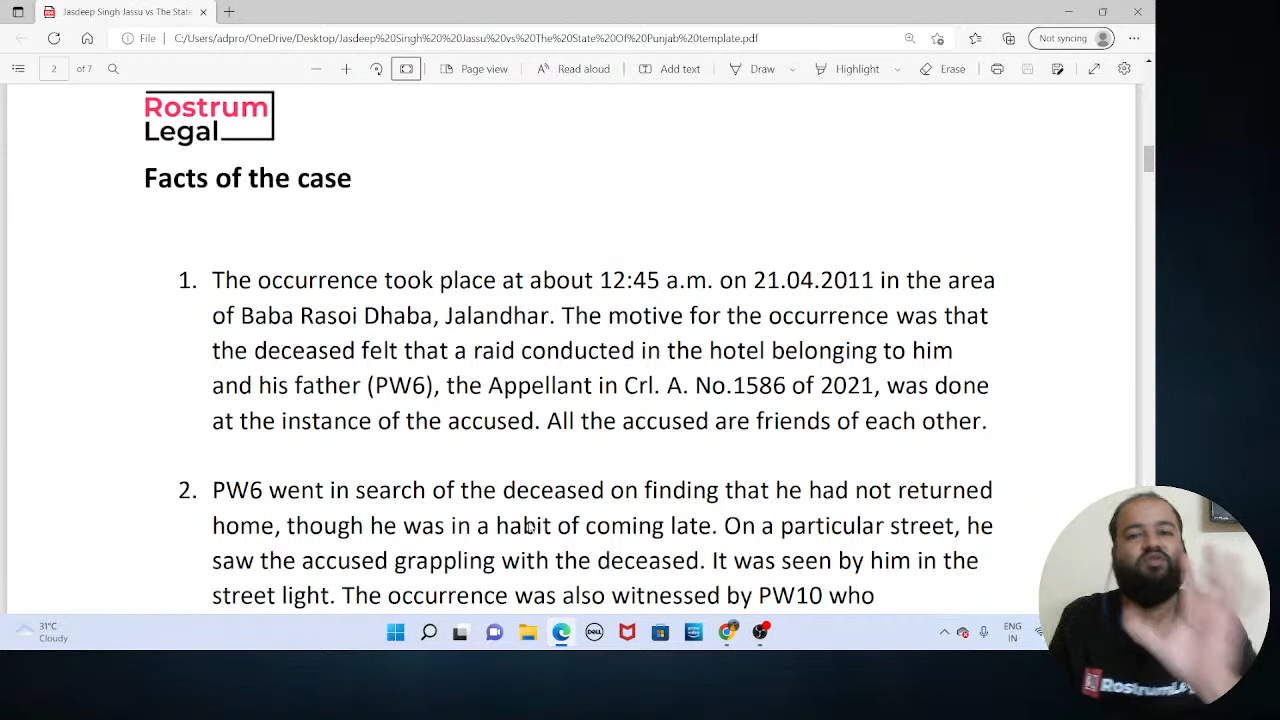 Jasdeep Singh Jassu vs The State
File
C:/Users/adpro/OneDrive/Desktop/Jasdeep%20Singh%20%20Jassu%20vs%20The%20State%20Of%20Punjab%20template.pdf
Not syncing
2 of 7
Page view
Read aloud
Add text
Draw
Highlight
Erase
Rostrum
Legal
Facts of the case
1. The occurrence took place at about 12:45 a.m. on 21.04.2011 in the area
of Baba Rasoi Dhaba, Jalandhar. The motive for the occurrence was that
the deceased felt that a raid conducted in the hotel belonging to him
and his father (PW6), the Appellant in Crl. A. No.1586 of 2021, was done
at the instance of the accused. All the accused are friends of each other.
2. PW6 went in search of the deceased on finding that he had not returned
home, though he was in a habit of coming late. On a particular street, he
saw the accused grappling with the deceased. It was seen by him in the
street light. The occurrence was also witnessed by PW10 who
31°C
Cloudy
DELL
prime video
ENG
IN